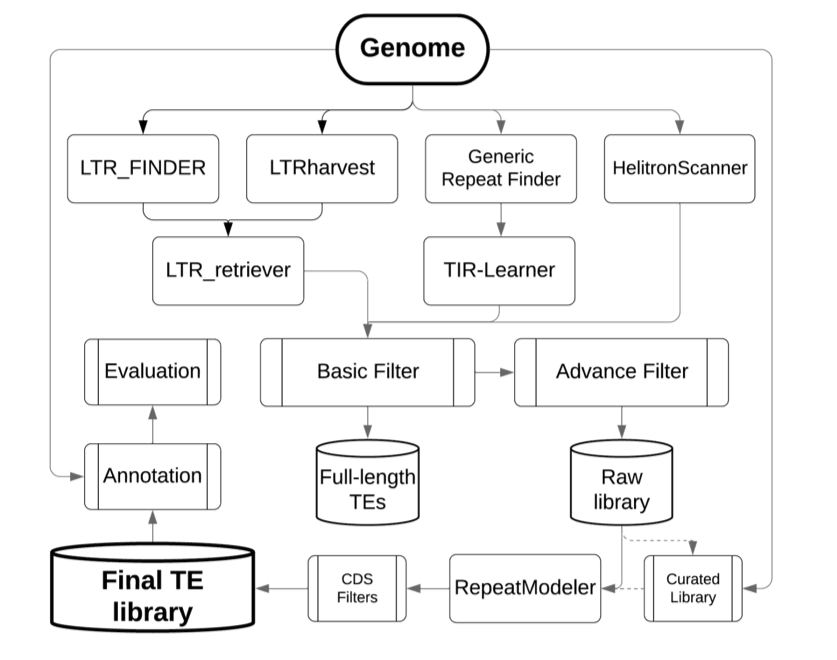 Genome
LTR_FINDER
LTRharvest
Generic
Repeat Finder
HelitronScanner
LTR_retriever
TIR-Learner
Evaluation
Basic Filter
Advance Filter
Annotation
Full-length
TEs
Raw
library
Final TE
library
CDS
Filters
RepeatModeler
Curated
Library